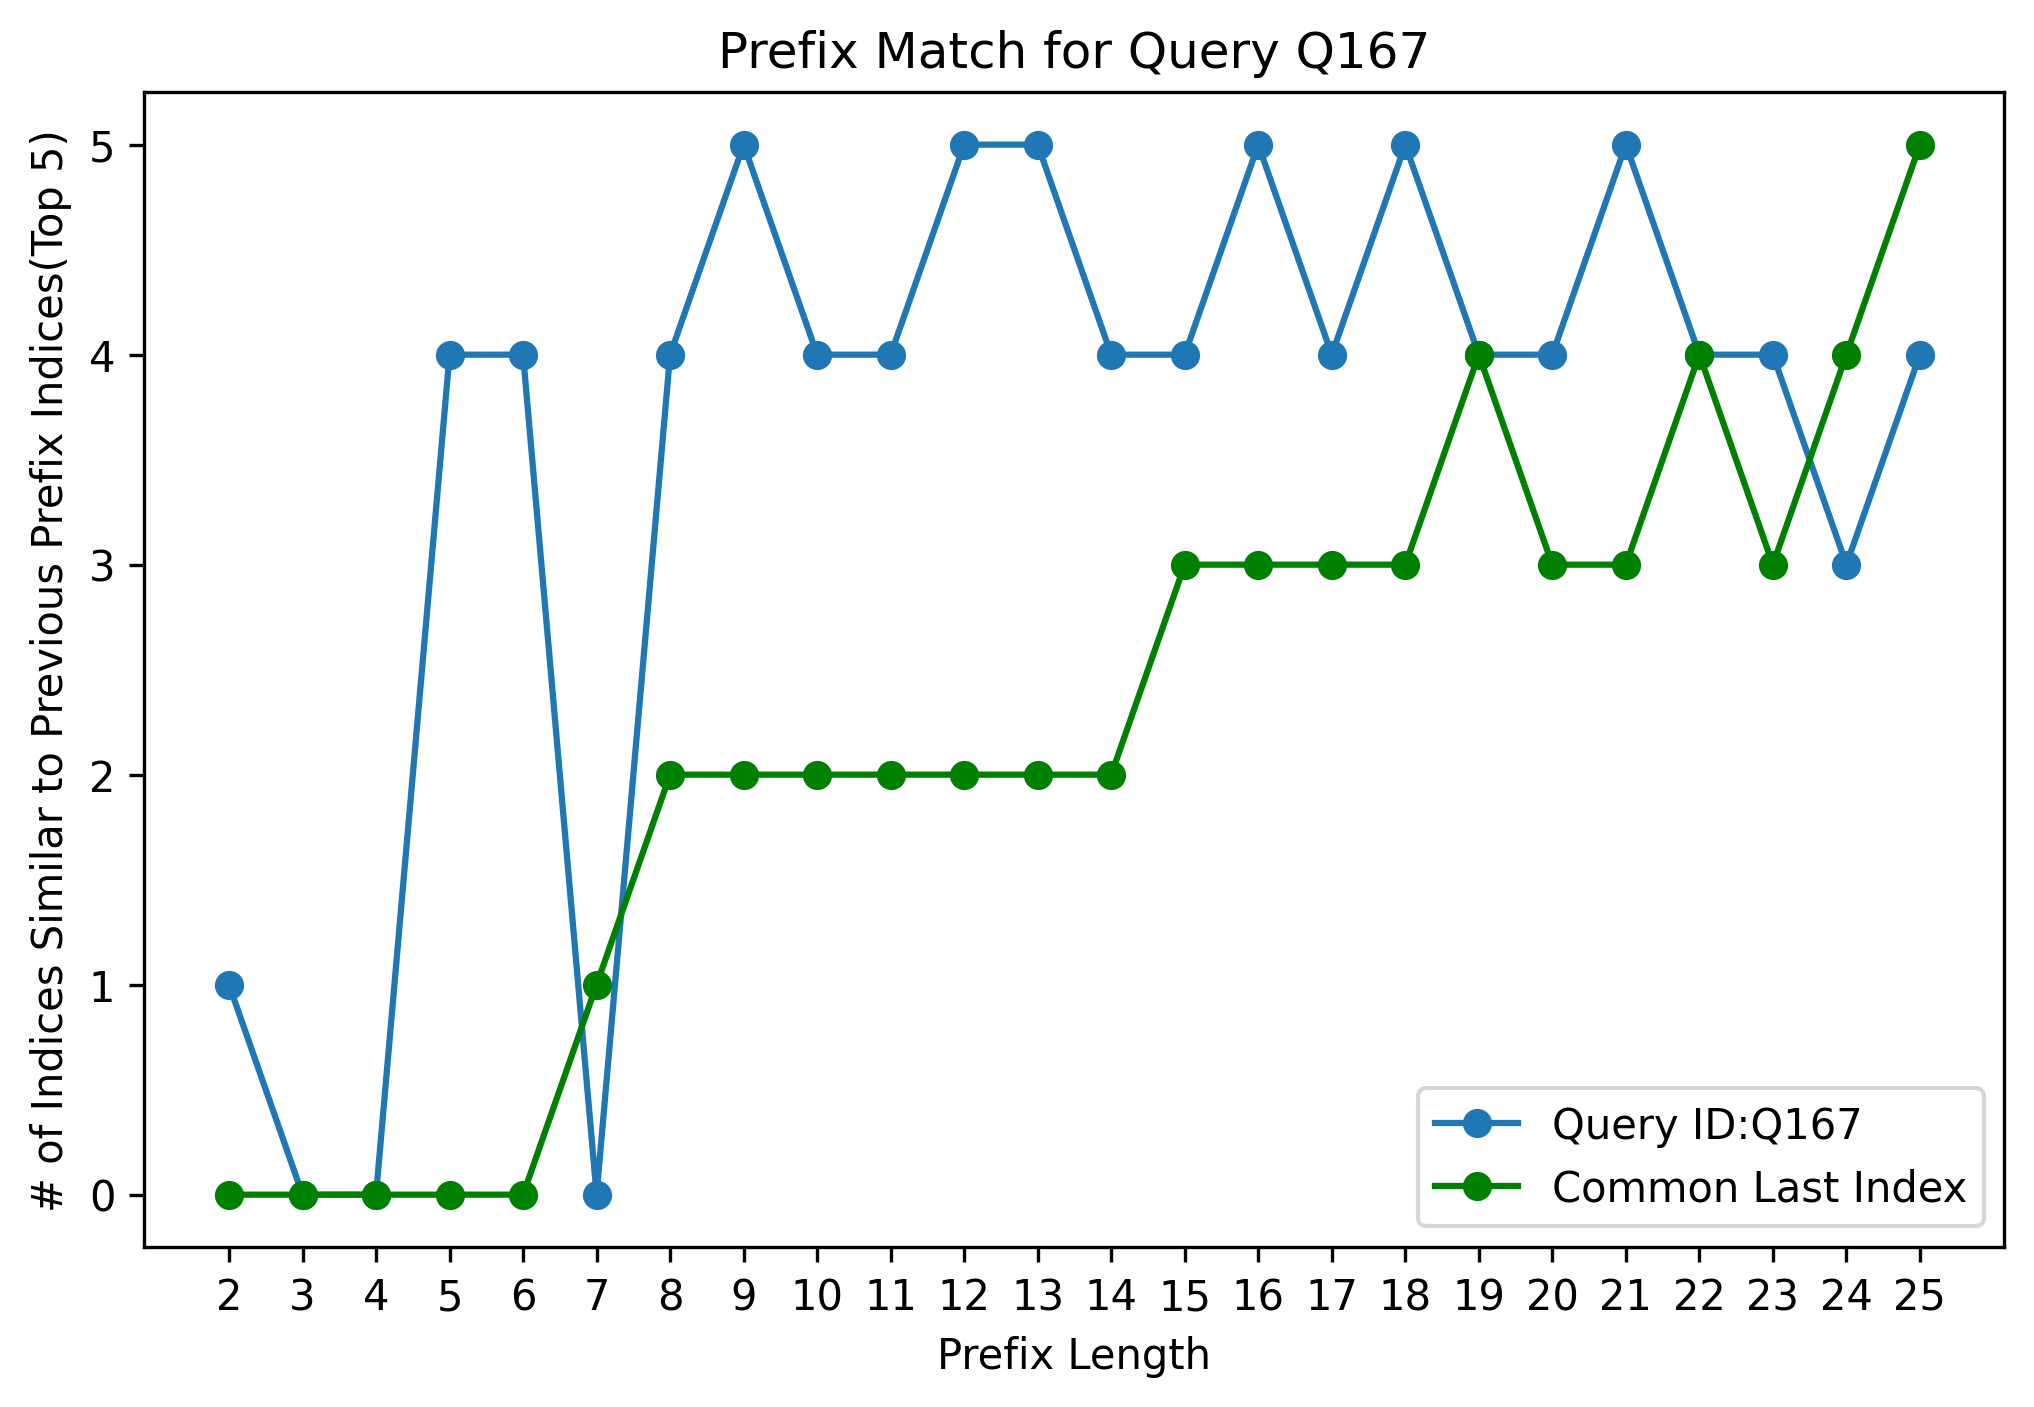 Prefix Match for Query Q167
# of Indices Similar to Previous Prefix Indices(Top 5)
5
4
3
2
1
0
Query ID:Q167
Common Last Index
2 3 4 5 6 7 8 9 10 11 12 13 14 15 16 17 18 19 20 21 22 23 24 25
Prefix Length